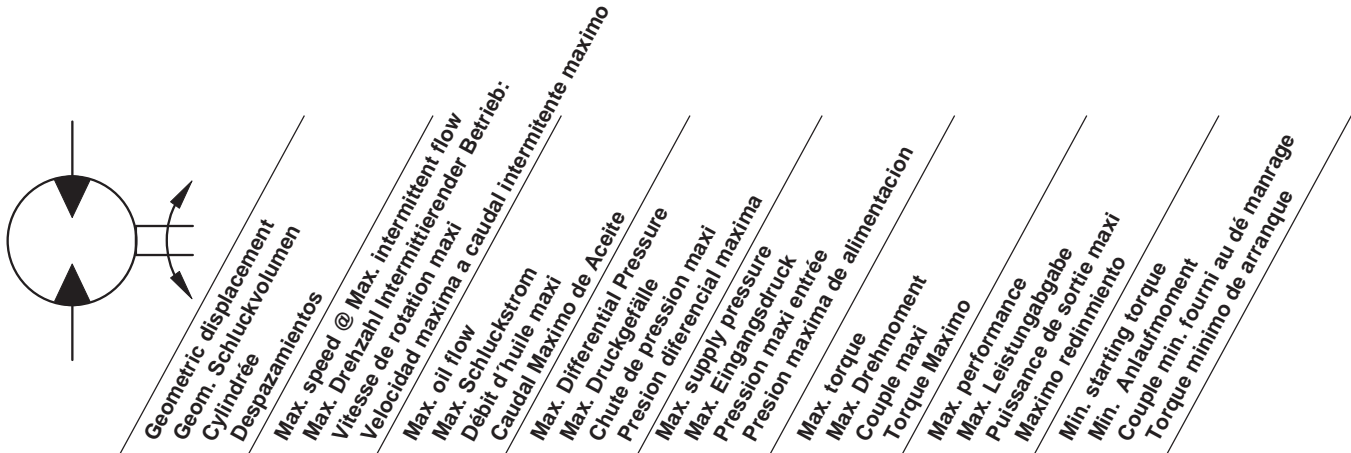 Geometric displacement
Geom. Schluckvolumen
Cylindrée
Despazamientos
Max. speed @ Max. intermittent flow
Max. Drehzahl Intermittierender Betrieb:
Vitesse de rotation maxi
Velocidad maxima a caudal intermitente maximo
Max. oil flow
Max. Schluckstrom
Débit d´huile maxi
Caudal Maximo de Aceite
Max. Differential Pressure
Max. Druckgefälle
Chute de pression maxi
Presion diferencial maxima
Max. supply pressure
Max. Eingangsdruck
Pression maxi entrée
Presion maxima de alimentacion
Max. torque
Max. Drehmoment
Couple maxi
Torque Maximo
Max. performance
Max. Leistungabgabe
Puissance de sortie maxi
Maximo redinmiento
Min. starting torque
Min. Anlaufmoment
Couple min. fourni au dé manrage
Torque minimo de arranque